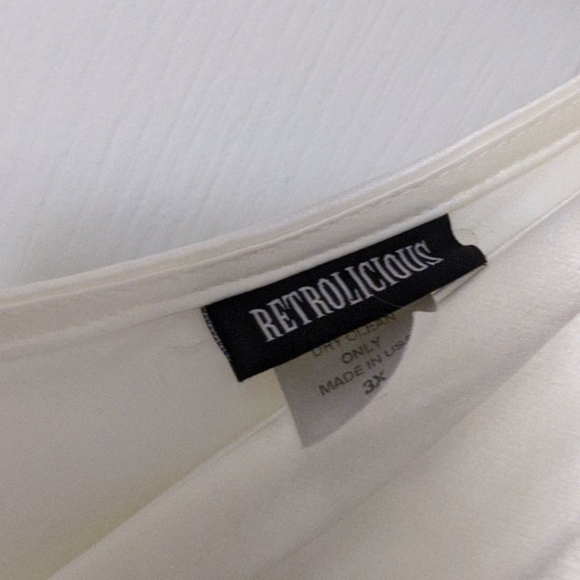 RETROLICIOUS
DRY CLEAN
ONLY
MADE IN USA
3X